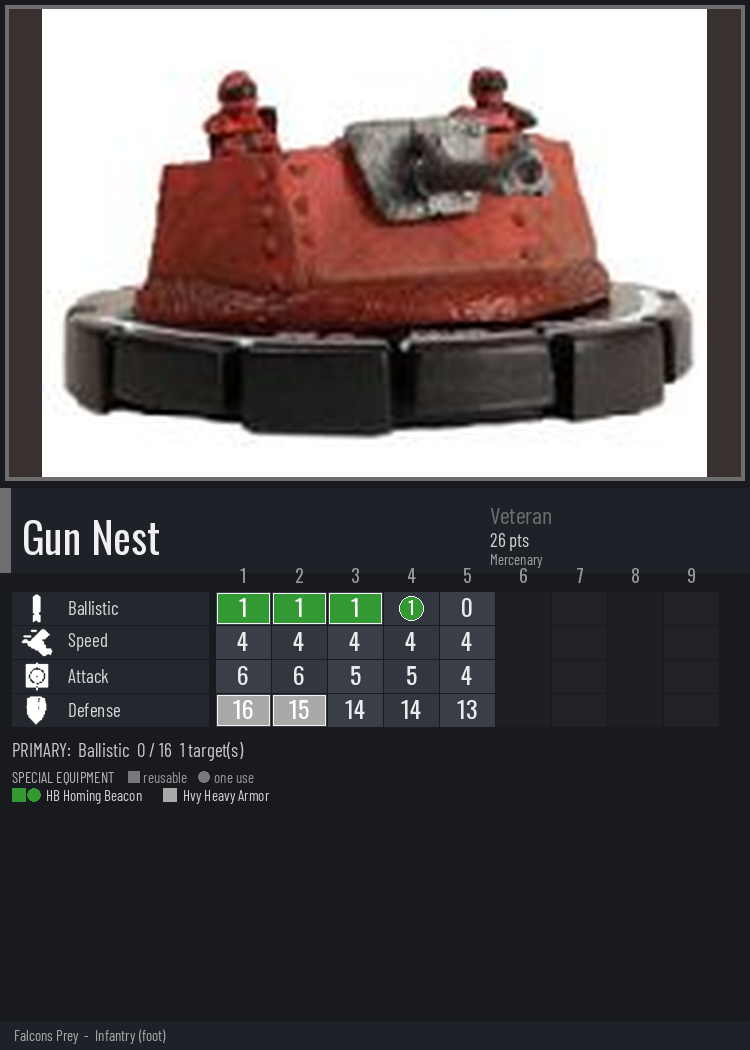 Gun Nest
Veteran
26 pts
Mercenary
1 2 3 4 5 6 7 8 9
Ballistic 1 1 1 1 0
Speed 4 4 4 4 4
Attack 6 6 5 5 4
Defense 16 15 14 14 13
PRIMARY: Ballistic 0 / 16 1 target(s)
SPECIAL EQUIPMENT reusable one use
HB Homing Beacon Hvy Heavy Armor
Falcons Prey - Infantry (foot)